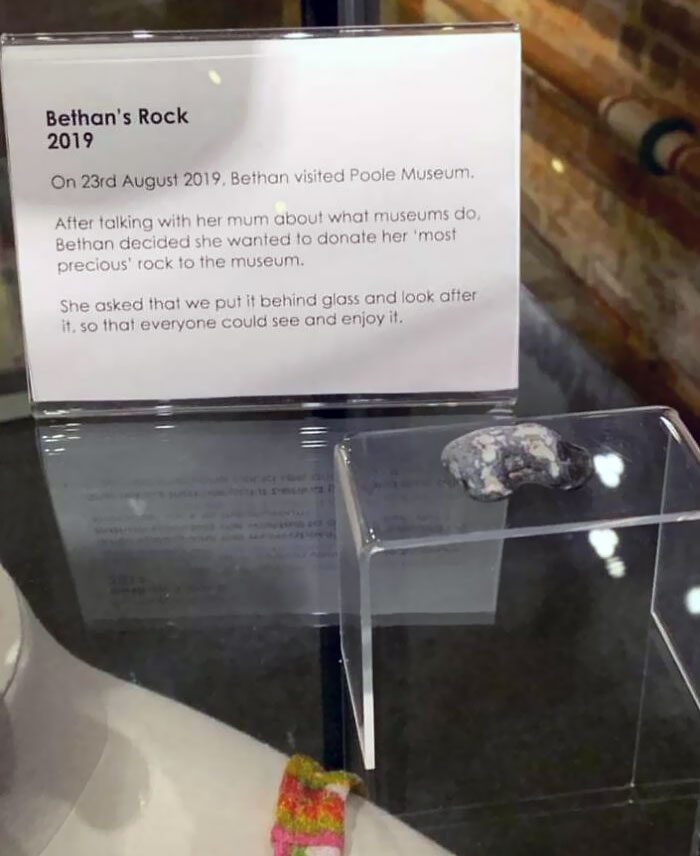 Bethan's Rock
2019
On 23rd August 2019, Bethan visited Poole Museum.
After talking with her mum about what museums do,
Bethan decided she wanted to donate her 'most
precious' rock to the museum.
She asked that we put it behind glass and look after
it, so that everyone could see and enjoy it.